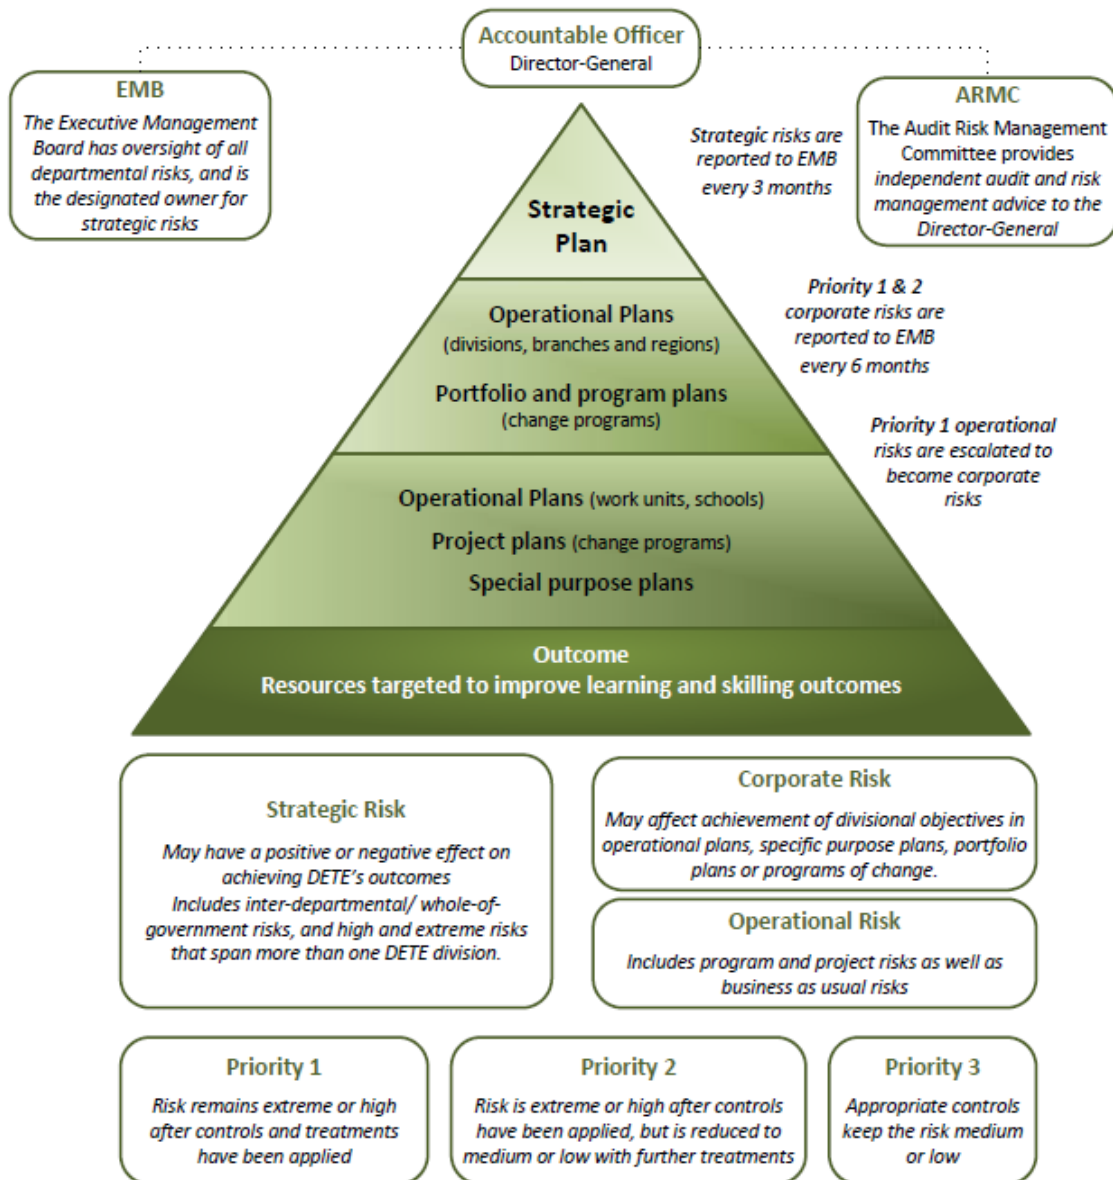 Accountable Officer
Director-General
EMB
The Executive Management
Board has oversight of all
departmental risks, and is
the designated owner for
strategic risks
ARMC
The Audit Risk Management
Committee provides
independent audit and risk
management advice to the
Director-General
Strategic risks are
reported to EMB
every 3 months
Strategic
Plan
Priority 1 & 2
corporate risks are
reported to EMB
every 6 months
Operational Plans
(divisions, branches and regions)
Portfolio and program plans
(change programs)
Priority 1 operational
risks are escalated to
become corporate
risks
Operational Plans (work units, schools)
Project plans (change programs)
Special purpose plans
Outcome
Resources targeted to improve learning and skilling outcomes
Strategic Risk
May have a positive or negative effect on
achieving DETE's outcomes
Includes inter-departmental/ whole-of-
government risks, and high and extreme risks
that span more than one DETE division.
Corporate Risk
May affect achievement of divisional objectives in
operational plans, specific purpose plans, portfolio
plans or programs of change.
Operational Risk
Includes program and project risks as well as
business as usual risks
Priority 1
Risk remains extreme or high
after controls and treatments
have been applied
Priority 2
Risk is extreme or high after controls
have been applied, but is reduced to
medium or low with further treatments
Priority 3
Appropriate controls
keep the risk medium
or low